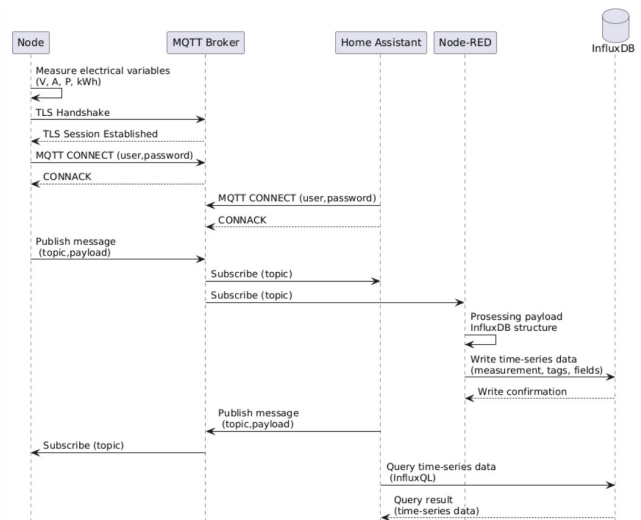 Node
MQTT Broker
Home Assistant
Node-RED
InfluxDB
Measure electrical variables
(V, A, P, kWh)
TLS Handshake
TLS Session Established
MQTT CONNECT (user,password)
CONNACK
MQTT CONNECT (user,password)
CONNACK
Publish message
(topic,payload)
Subscribe (topic)
Subscribe (topic)
Prosessing payload
InfluxDB structure
Write time-series data
(measurement, tags, fields)
Write confirmation
Publish message
(topic,payload)
Subscribe (topic)
Query time-series data
(InfluxQL)
Query result
(time-series data)